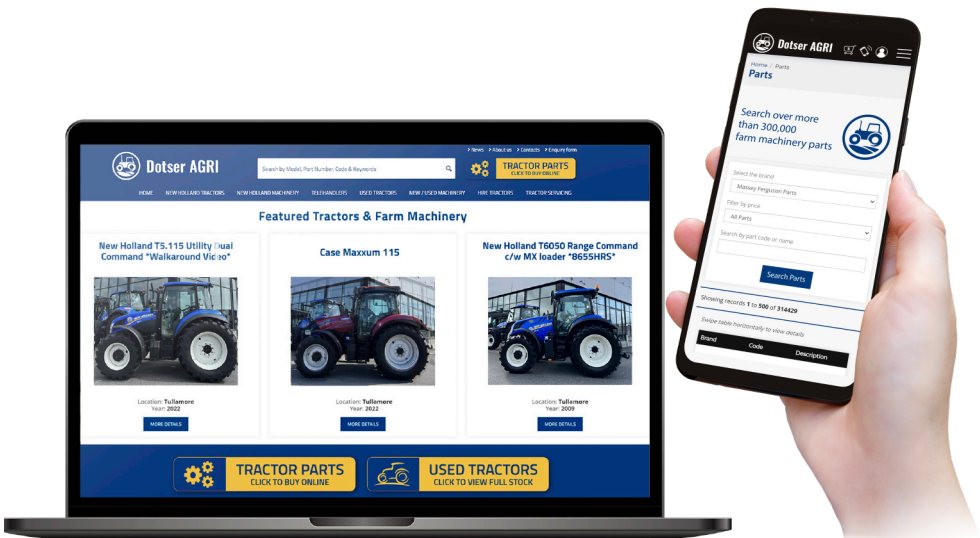 > News > About us > Contacts > Enquiry form
Dotser AGRI
Search by Model, Part Number, Code & Keywords
TRACTOR PARTS
CLICK TO BUY ONLINE
HOME NEW HOLLAND TRACTORS NEW HOLLAND MACHINERY TELEHANDLERS USED TRACTORS NEW / USED MACHINERY HIRE TRACTORS TRACTOR SERVICING
Featured Tractors & Farm Machinery
New Holland T5.115 Utility Dual
Command *Walkaround Video*
Location: Tullamore
Year: 2022
MORE DETAILS
Case Maxxum 115
Location: Tullamore
Year: 2022
MORE DETAILS
New Holland T6050 Range Command
c/w MX loader *8655HRS*
Location: Tullamore
Year: 2009
MORE DETAILS
TRACTOR PARTS
CLICK TO BUY ONLINE
USED TRACTORS
CLICK TO VIEW FULL STOCK
Dotser AGRI
Home / Parts
Parts
Search over more
than 300,000
farm machinery parts
Select the brand
Massey Ferguson Parts
Filter by price
All Parts
Search by part code or name
Search Parts
Showing records 1 to 500 of 314429
Swipe table horizontally to view details
Brand Code Description